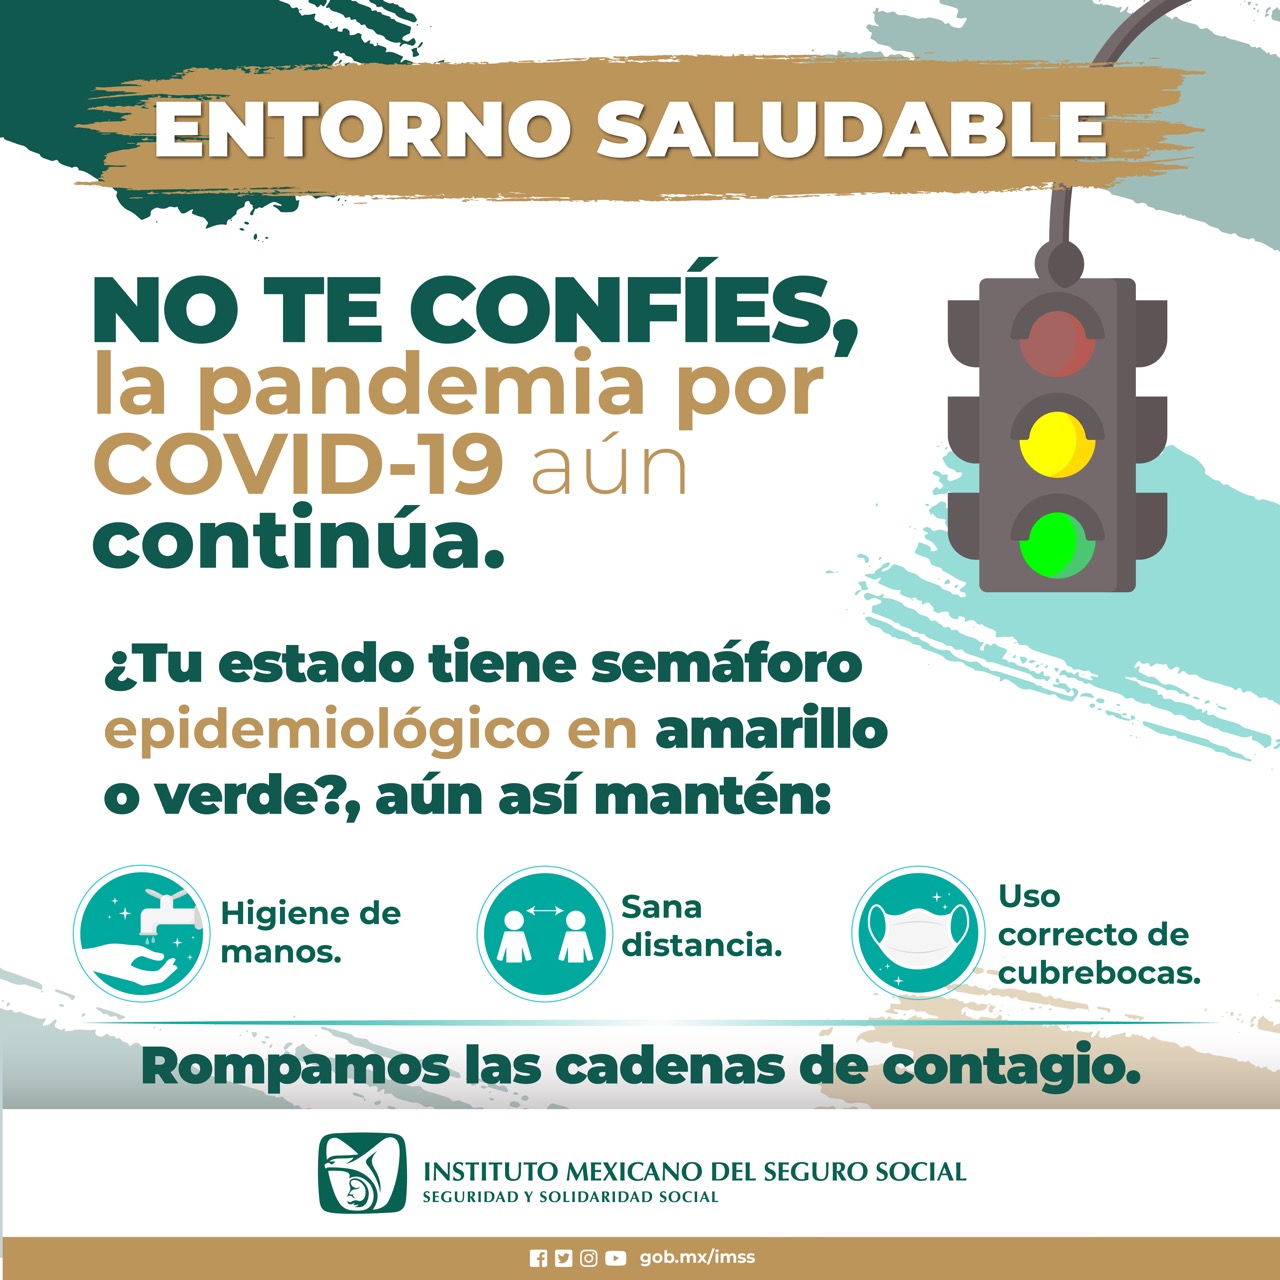 ENTORNO SALUDABLE
NO TE CONFÍES,
la pandemia por
COVID-19 aún
continúa.
¿Tu estado tiene semáforo
epidemiológico en amarillo
o verde?, aún así mantén:
Higiene de
manos.
Sana
distancia.
Uso
correcto de
cubrebocas.
Rompamos las cadenas de contagio.
INSTITUTO MEXICANO DEL SEGURO SOCIAL
SEGURIDAD Y SOLIDARIDAD SOCIAL
gob.mx/imss